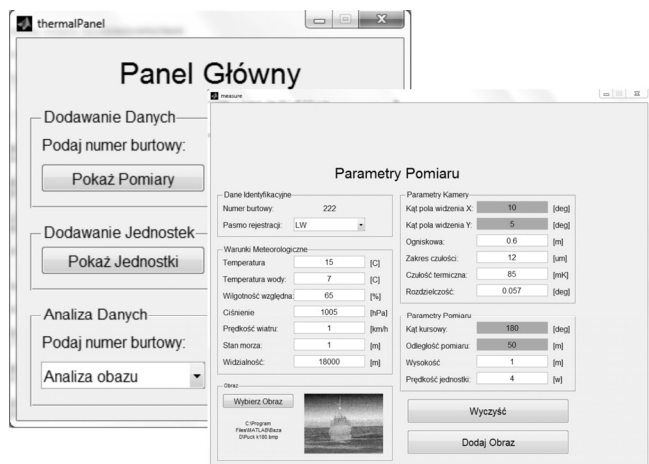 thermalPanel
Panel Główny
Dodawanie Danych
Podaj numer burtowy:
Pokaż Pomiary
Dodawanie Jednostek
Pokaż Jednostki
Analiza Danych
Podaj numer burtowy:
Analiza obazu
measure
Parametry Pomiaru
Dane Identyfikacyjne
Numer burtowy: 222
Pasmo rejestracji: LW
Warunki Meteorologiczne
Temperatura 15 [C]
Temperatura wody: 7 [C]
Wilgotność względna: 65 [%]
Ciśnienie 1005 [hPa]
Prędkość wiatru: 1 [km/h
Stan morza: 1 [m]
Widzialność: 18000 [m]
Obraz
Wybierz Obraz
C:\Program
Files\MATLAB\Baza
D\Puck k180.bmp
Parametry Kamery
Kąt pola widzenia X: 10 [deg]
Kąt pola widzenia Y: 5 [deg]
Ogniskowa: 0.6 [m]
Zakres czułości: 12 [um]
Czułość termiczna: 85 [mK]
Rozdzielczość: 0.057 [deg]
Parametry Pomiaru
Kąt kursowy: 180 [deg]
Odległość pomiaru: 50 [m]
Wysokość 1 [m]
Prędkość jednostki: 4 [w]
Wyczyść
Dodaj Obraz